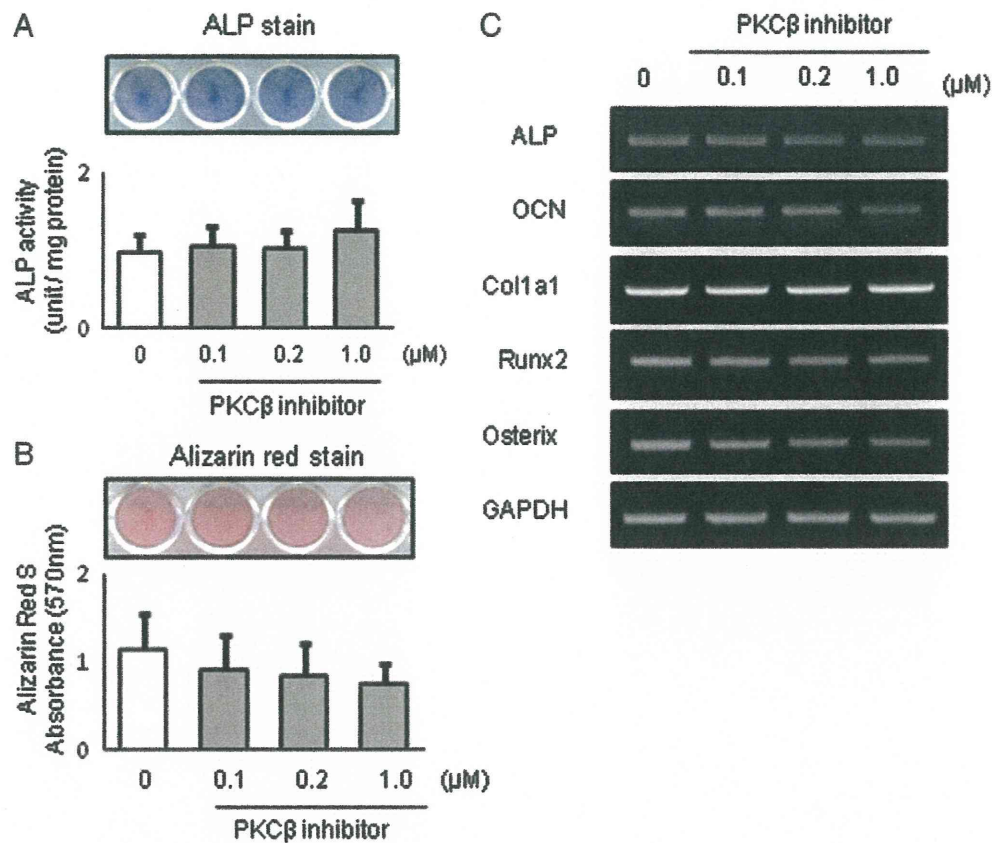 A
ALP stain
ALP activity
(unit/ mg protein)
2
1
0
0 0.1 0.2 1.0 (μM)
PKCβ inhibitor
B
Alizarin red stain
Alizarin Red S
Absorbance (570nm)
2
1
0
0 0.1 0.2 1.0 (μM)
PKCβ inhibitor
C
PKCβ inhibitor
0 0.1 0.2 1.0 (μM)
ALP
OCN
Col1a1
Runx2
Osterix
GAPDH